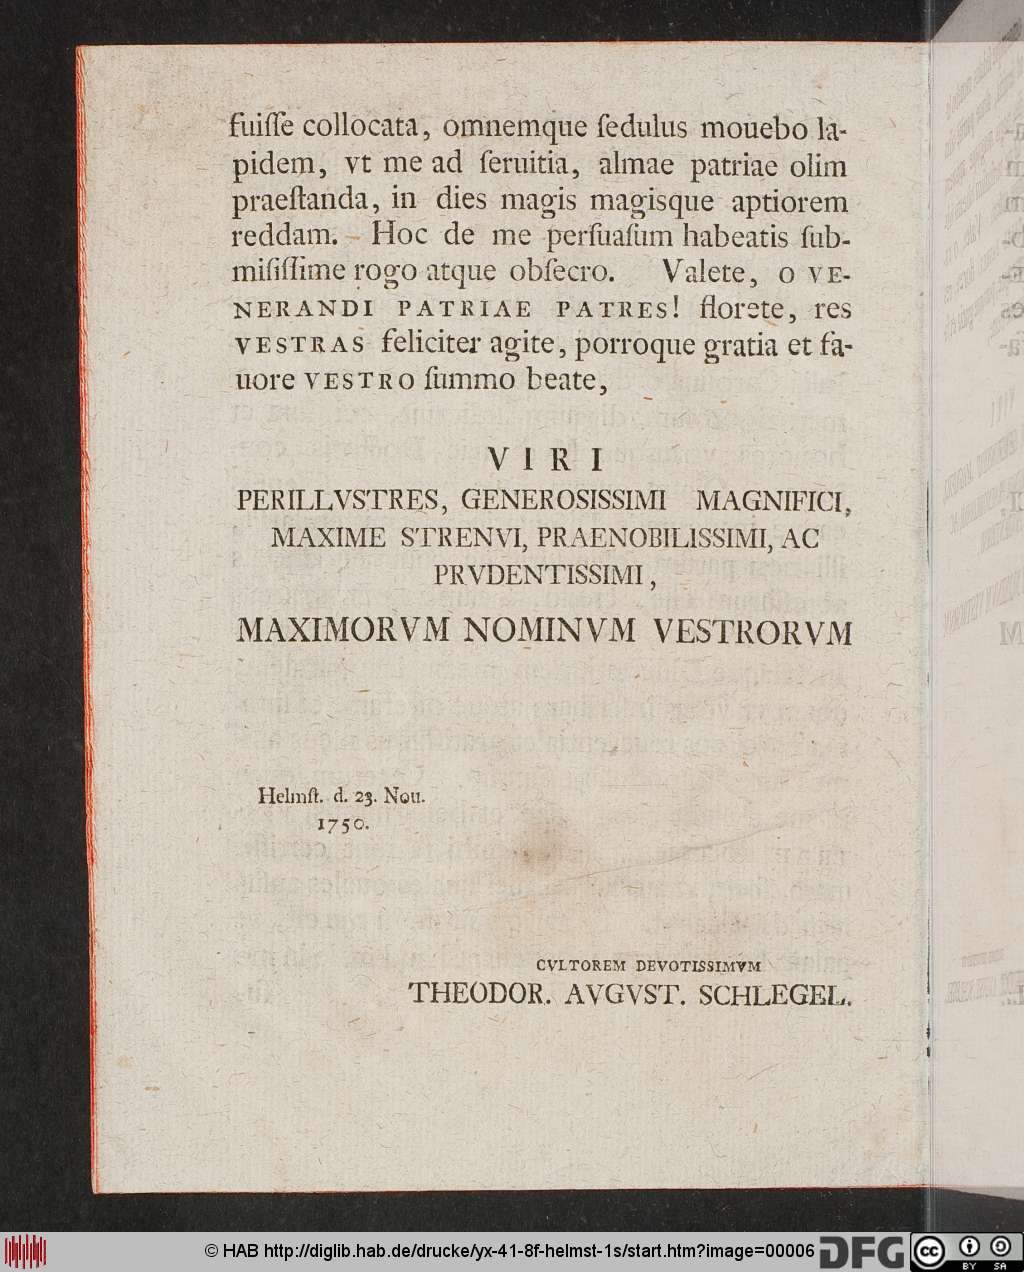 fuiſſe collocata, omnemque ſedulus mouebo la-
pidem, vt me ad ſeruitia, almae patriae olim
praeſtanda, in dies magis magisque aptiorem
reddam. Hoc de me perſuaſum habeatis ſub-
miſiſſime rogo atque obſecro. Valete, o VE-
NERANDI PATRIAE PATRES! florete, res
VESTRAS feliciter agite, porroque gratia et fa-
uore VESTRO ſummo beate,
VIRI
PERILLVSTRES, GENEROSISSIMI MAGNIFICI,
MAXIME STRENVI, PRAENOBILISSIMI, AC
PRVDENTISSIMI,
MAXIMORVM NOMINVM VESTRORVM
Helmſt. d. 23. Nou.
1750.
CVLTOREM DEVOTISSIMVM
THEODOR. AVGVST. SCHLEGEL.
© HAB http://diglib.hab.de/drucke/yx-41-8f-helmst-1s/start.htm?image=00006 DFG cc BY SA